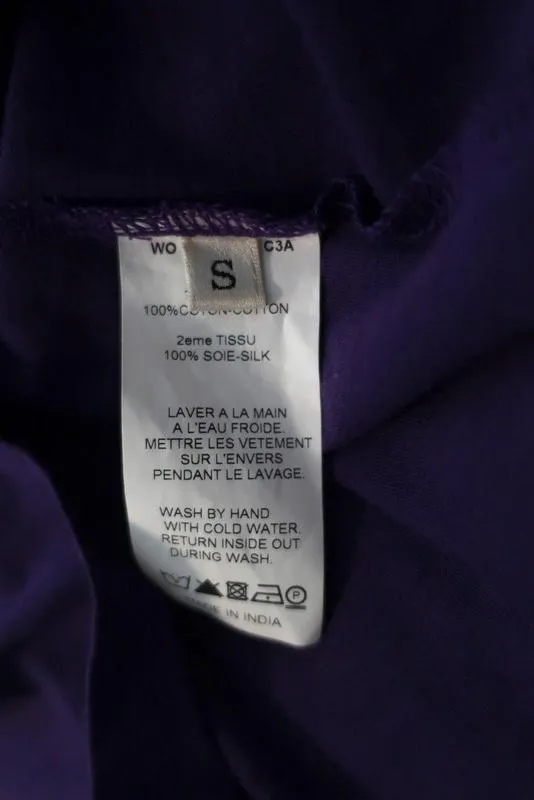 WO C3A
S
100% COTON-COTTON
2eme TISSU
100% SOIE-SILK
LAVER A LA MAIN
A L'EAU FROIDE.
METTRE LES VETEMENT
SUR L'ENVERS
PENDANT LE LAVAGE.
WASH BY HAND
WITH COLD WATER.
RETURN INSIDE OUT
DURING WASH.
P
MADE IN INDIA